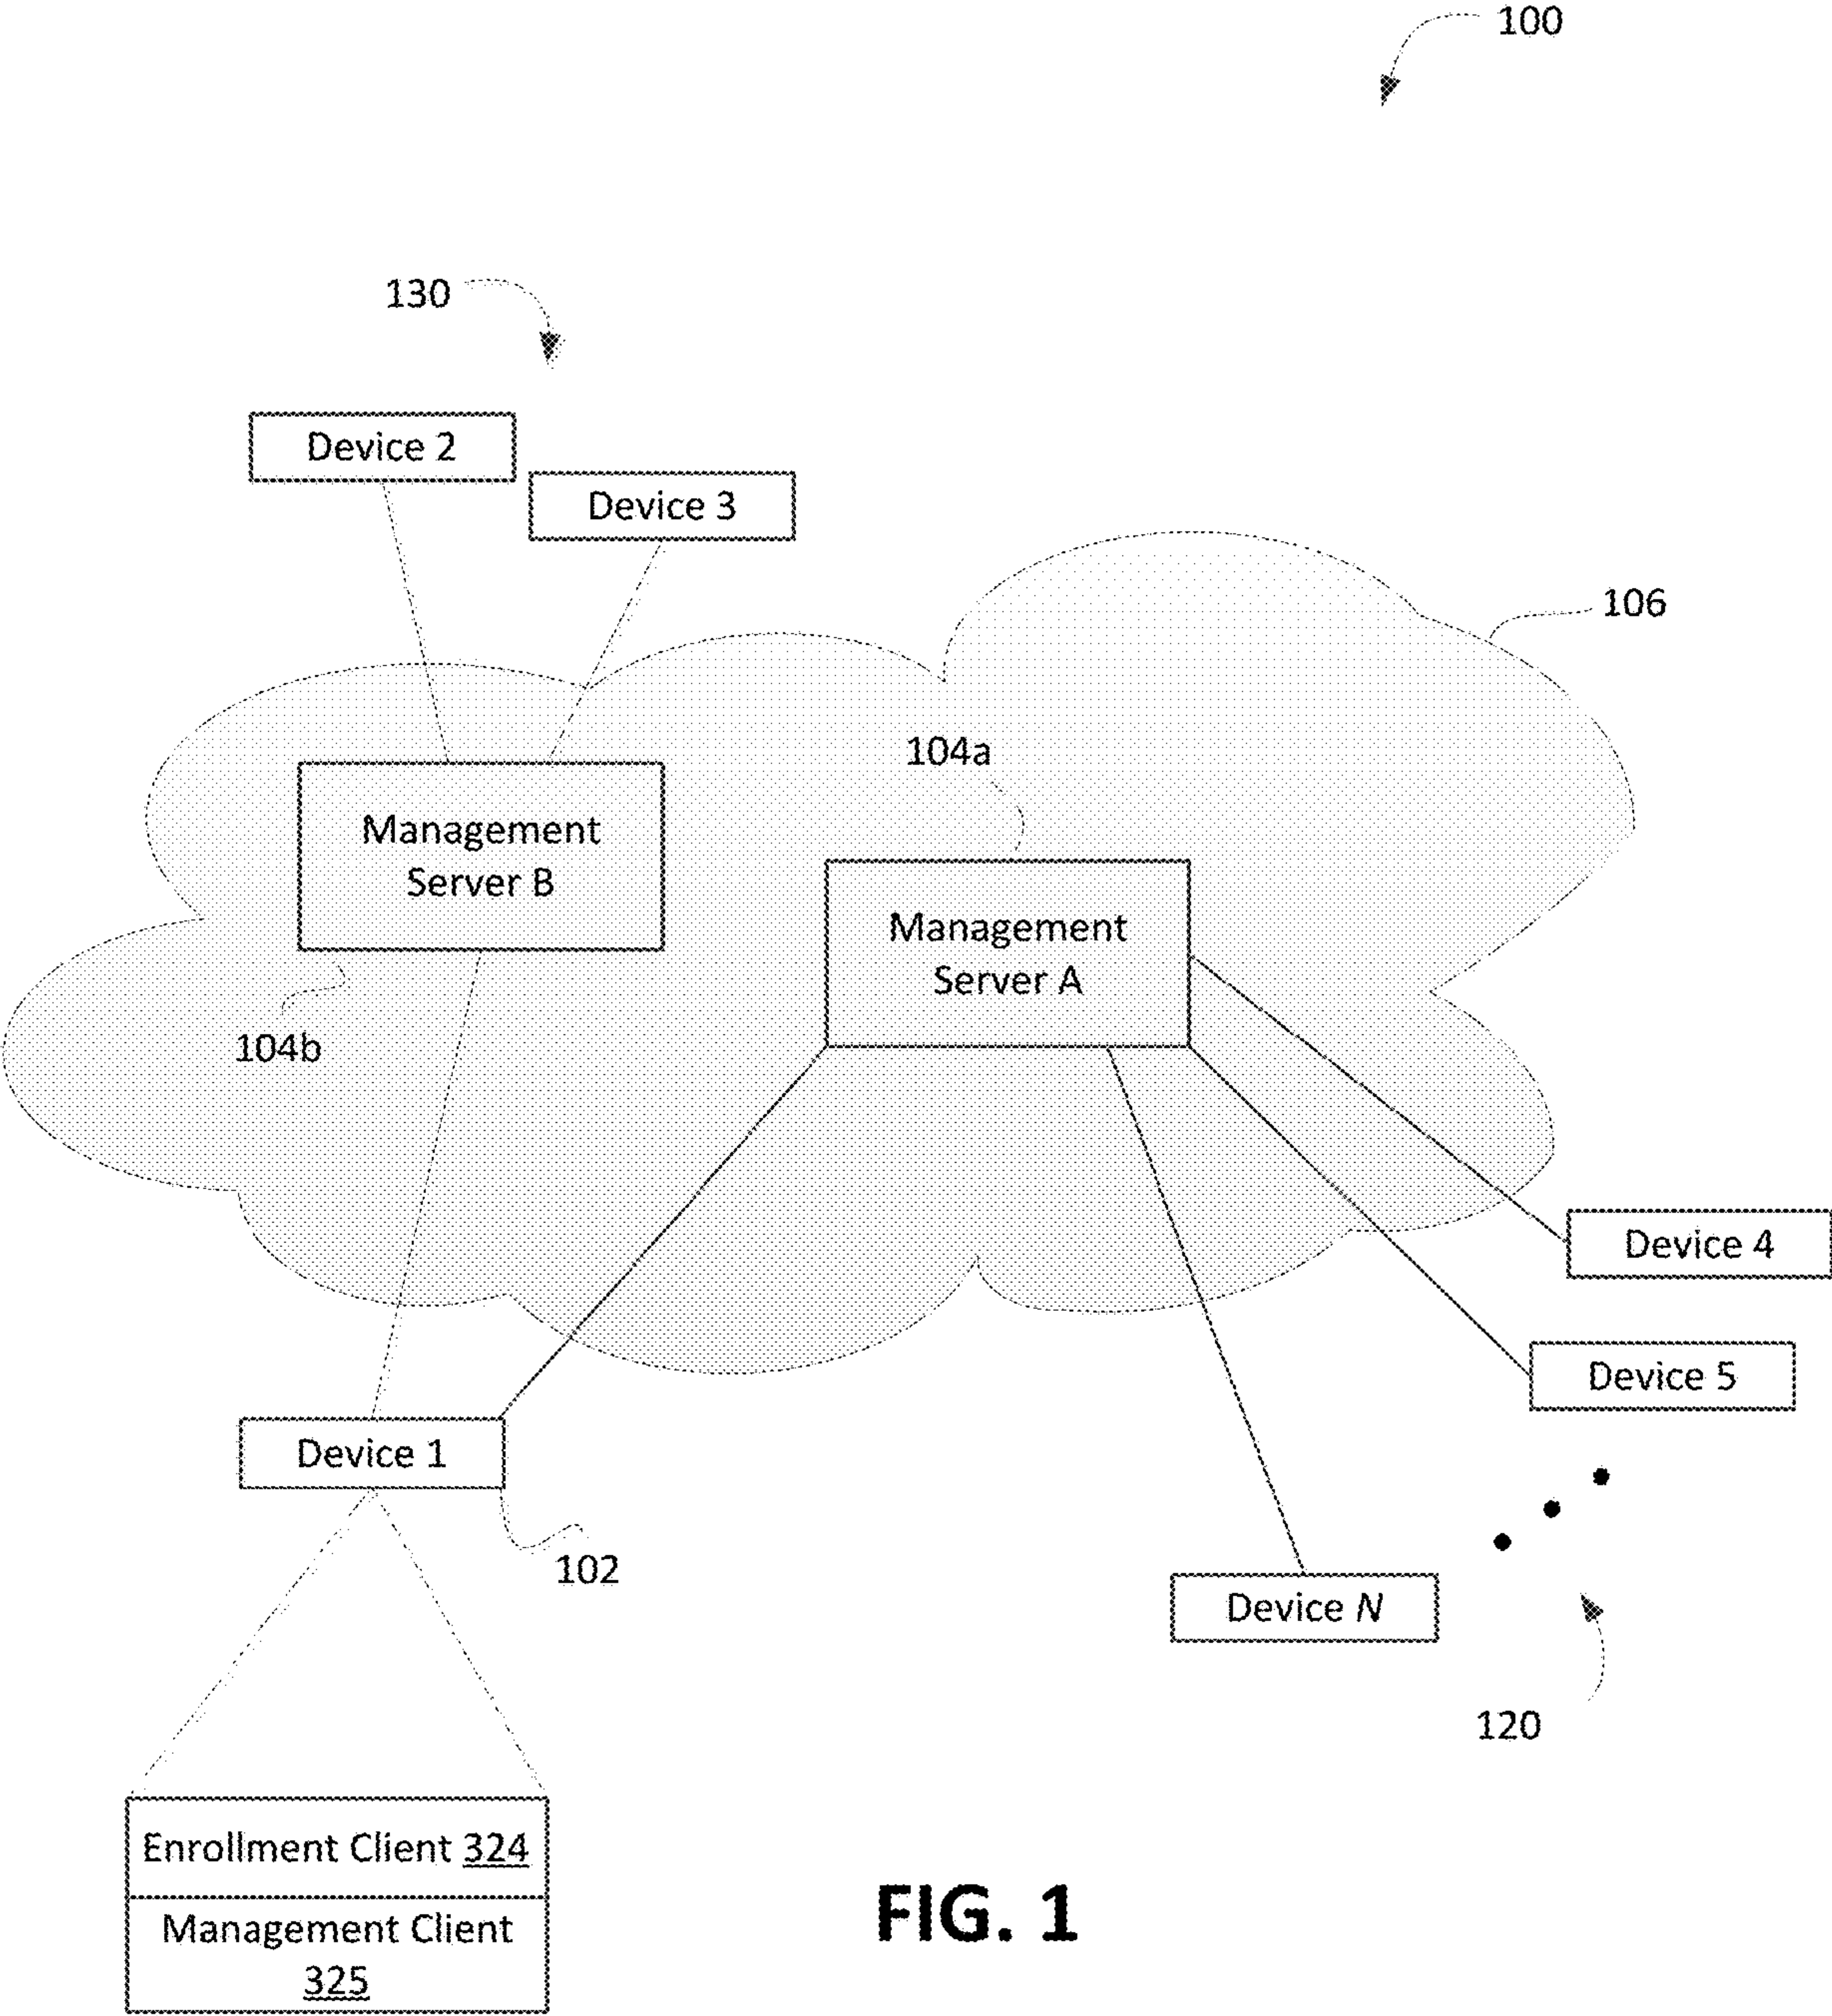 100
130
Device 2
Device 3
106
104a
Management
Server B
Management
Server A
104b
Device 4
Device 5
Device 1
102
Device N
120
Enrollment Client 324
Management Client
325
FIG. 1